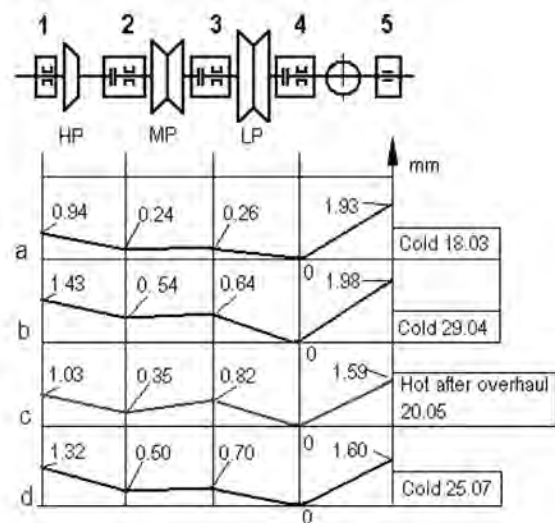 1 2 3 4 5
HP MP LP
mm
0.94 0.24 0.26 1.93
Cold 18.03
a
0
1.43 0.54 0.64 1.98
Cold 29.04
b
0
1.03 0.35 0.82 1.59
Hot after overhaul
20.05
c
0
1.32 0.50 0.70 1.60
Cold 25.07
d
0